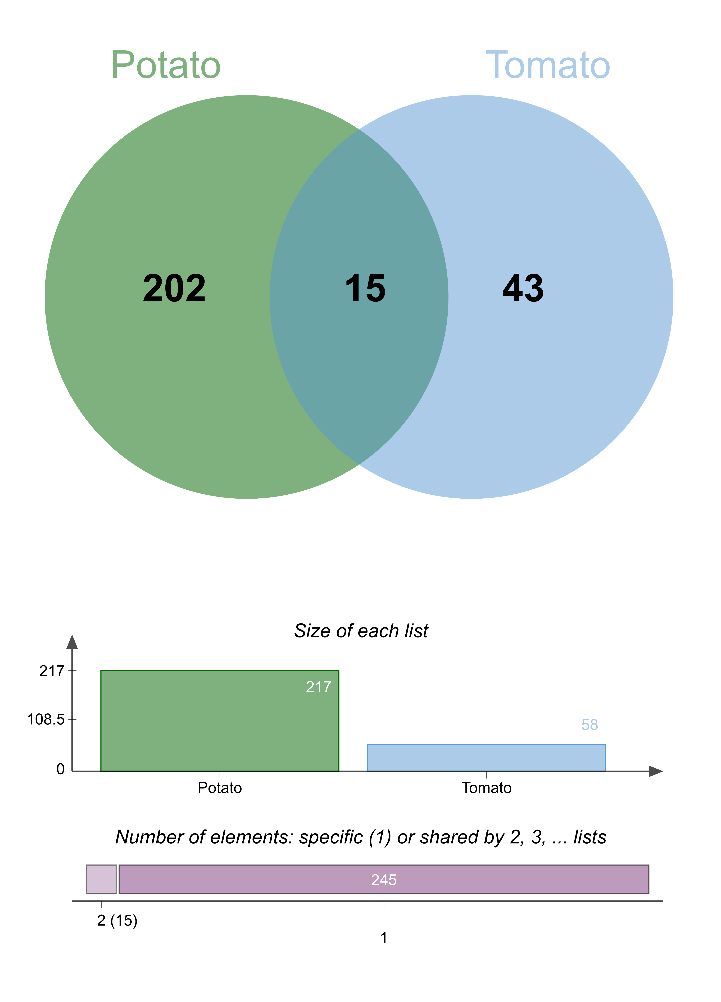 Potato Tomato
202 15 43
Size of each list
217
217
58
108.5
0
Potato Tomato
Number of elements: specific (1) or shared by 2, 3, ... lists
245
2 (15)
1